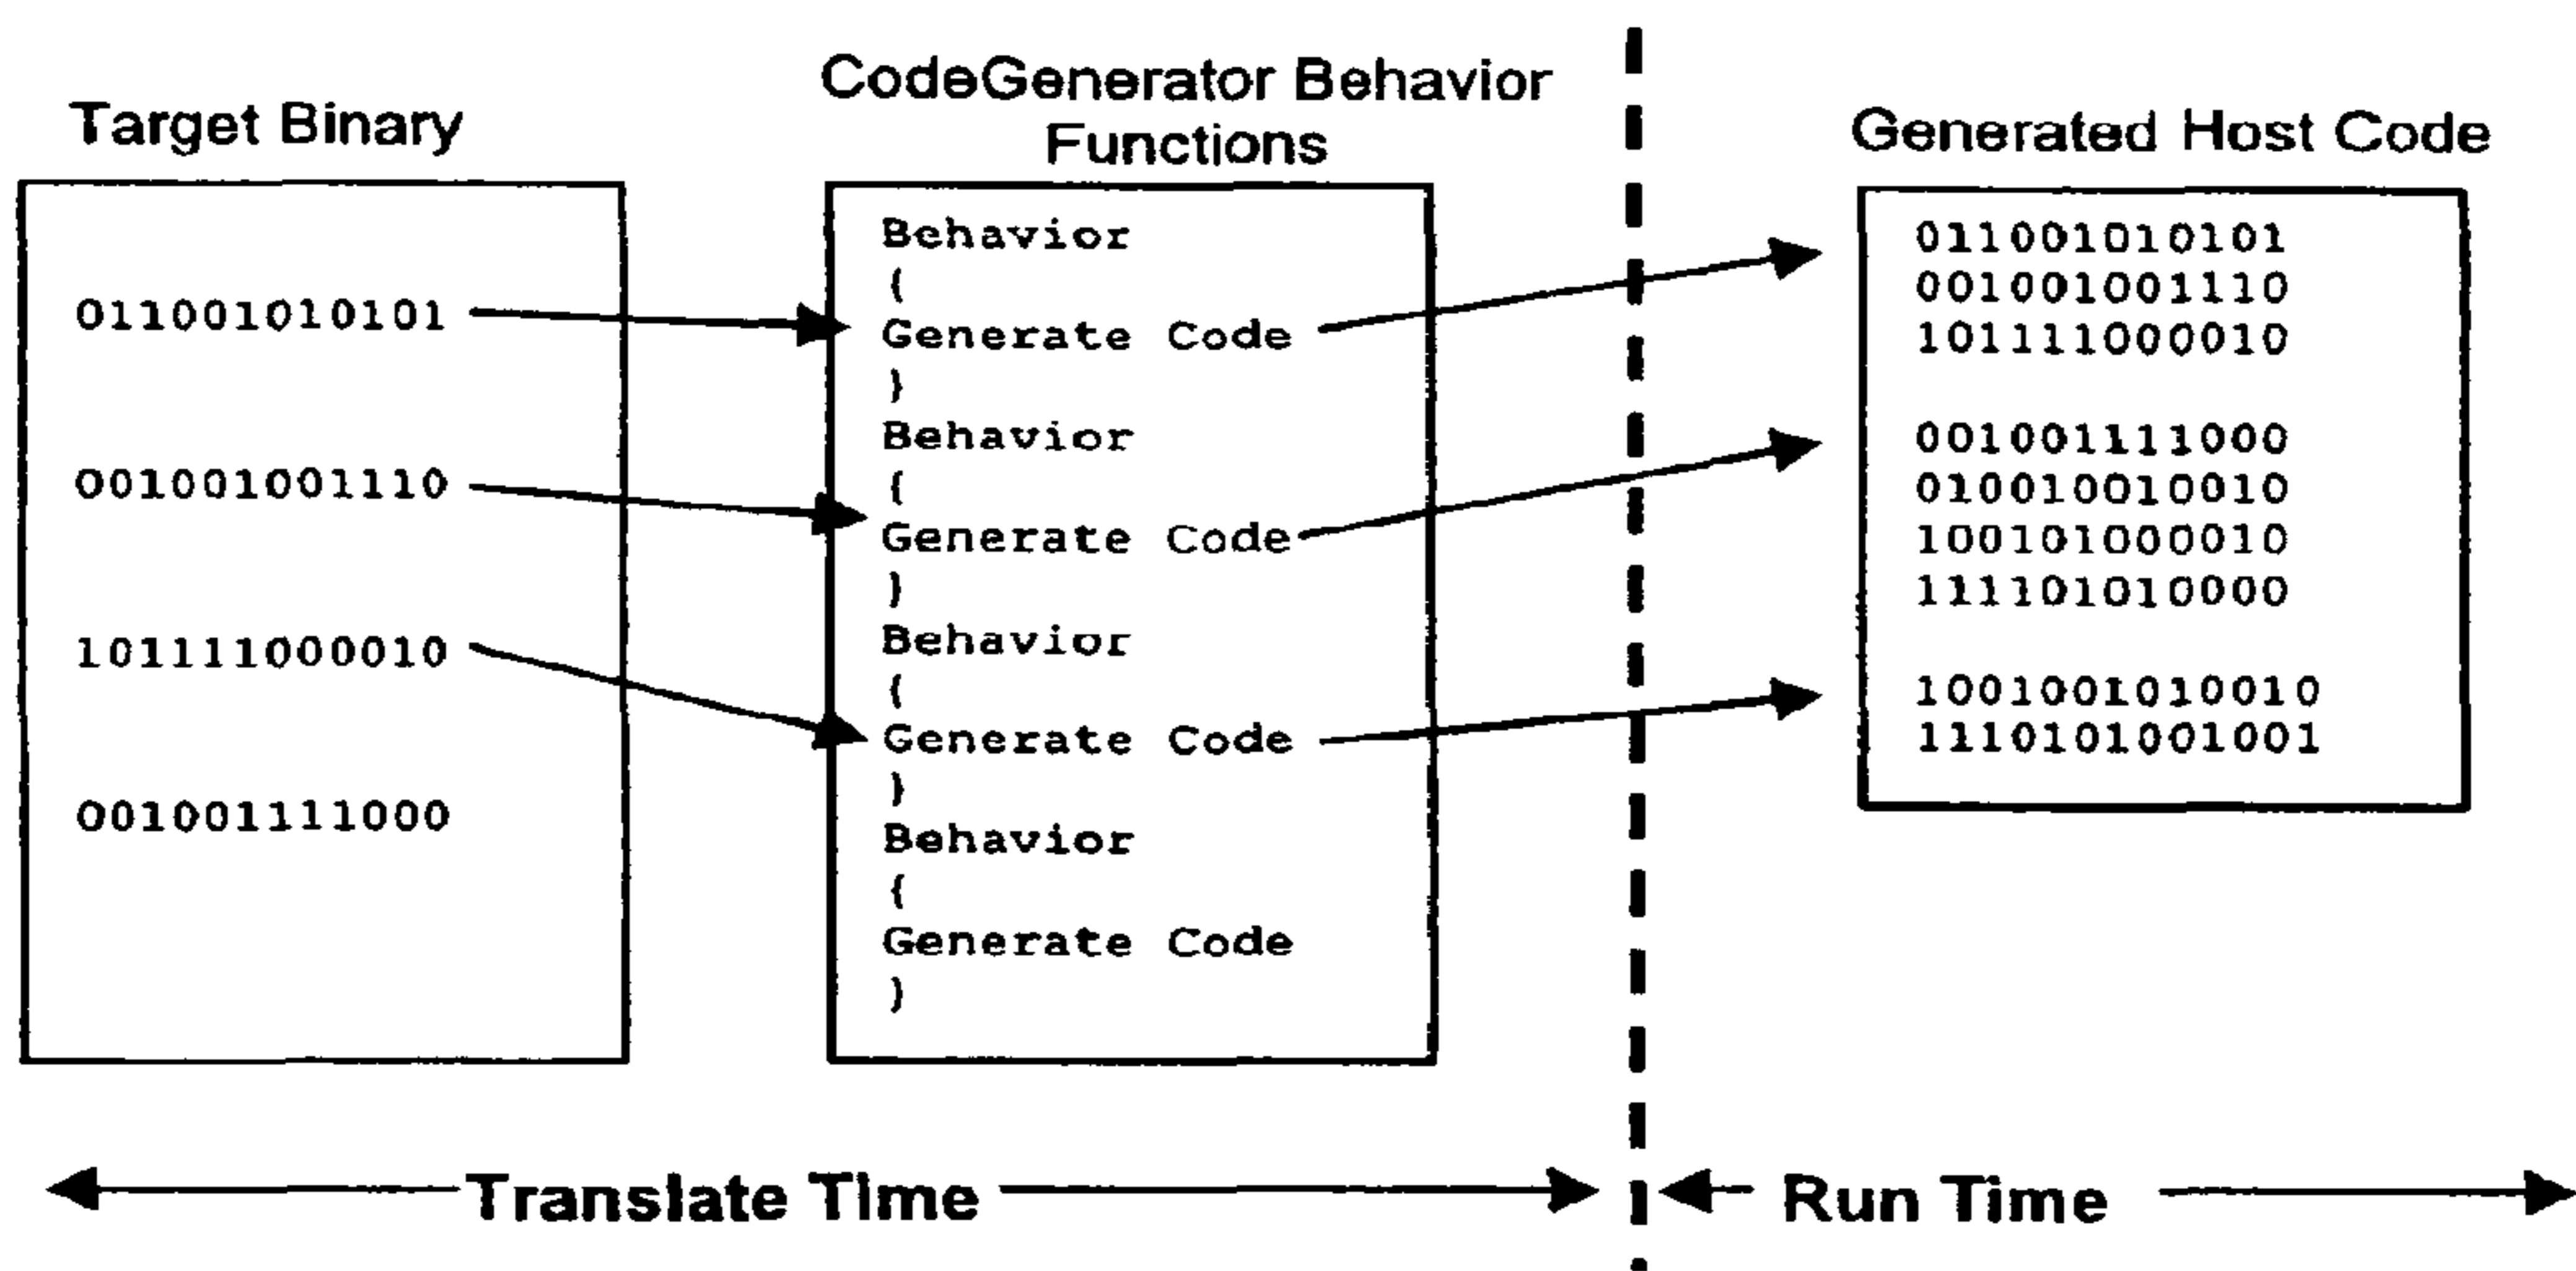 Target Binary
011001010101
001001001110
101111000010
001001111000
CodeGenerator Behavior
Functions
Behavior
{
Generate Code
}
Behavior
{
Generate Code
}
Behavior
{
Generate Code
}
Behavior
{
Generate Code
}
Generated Host Code
011001010101
001001001110
101111000010
001001111000
010010010010
100101000010
111101010000
1001001010010
1110101001001
Translate Time
Run Time